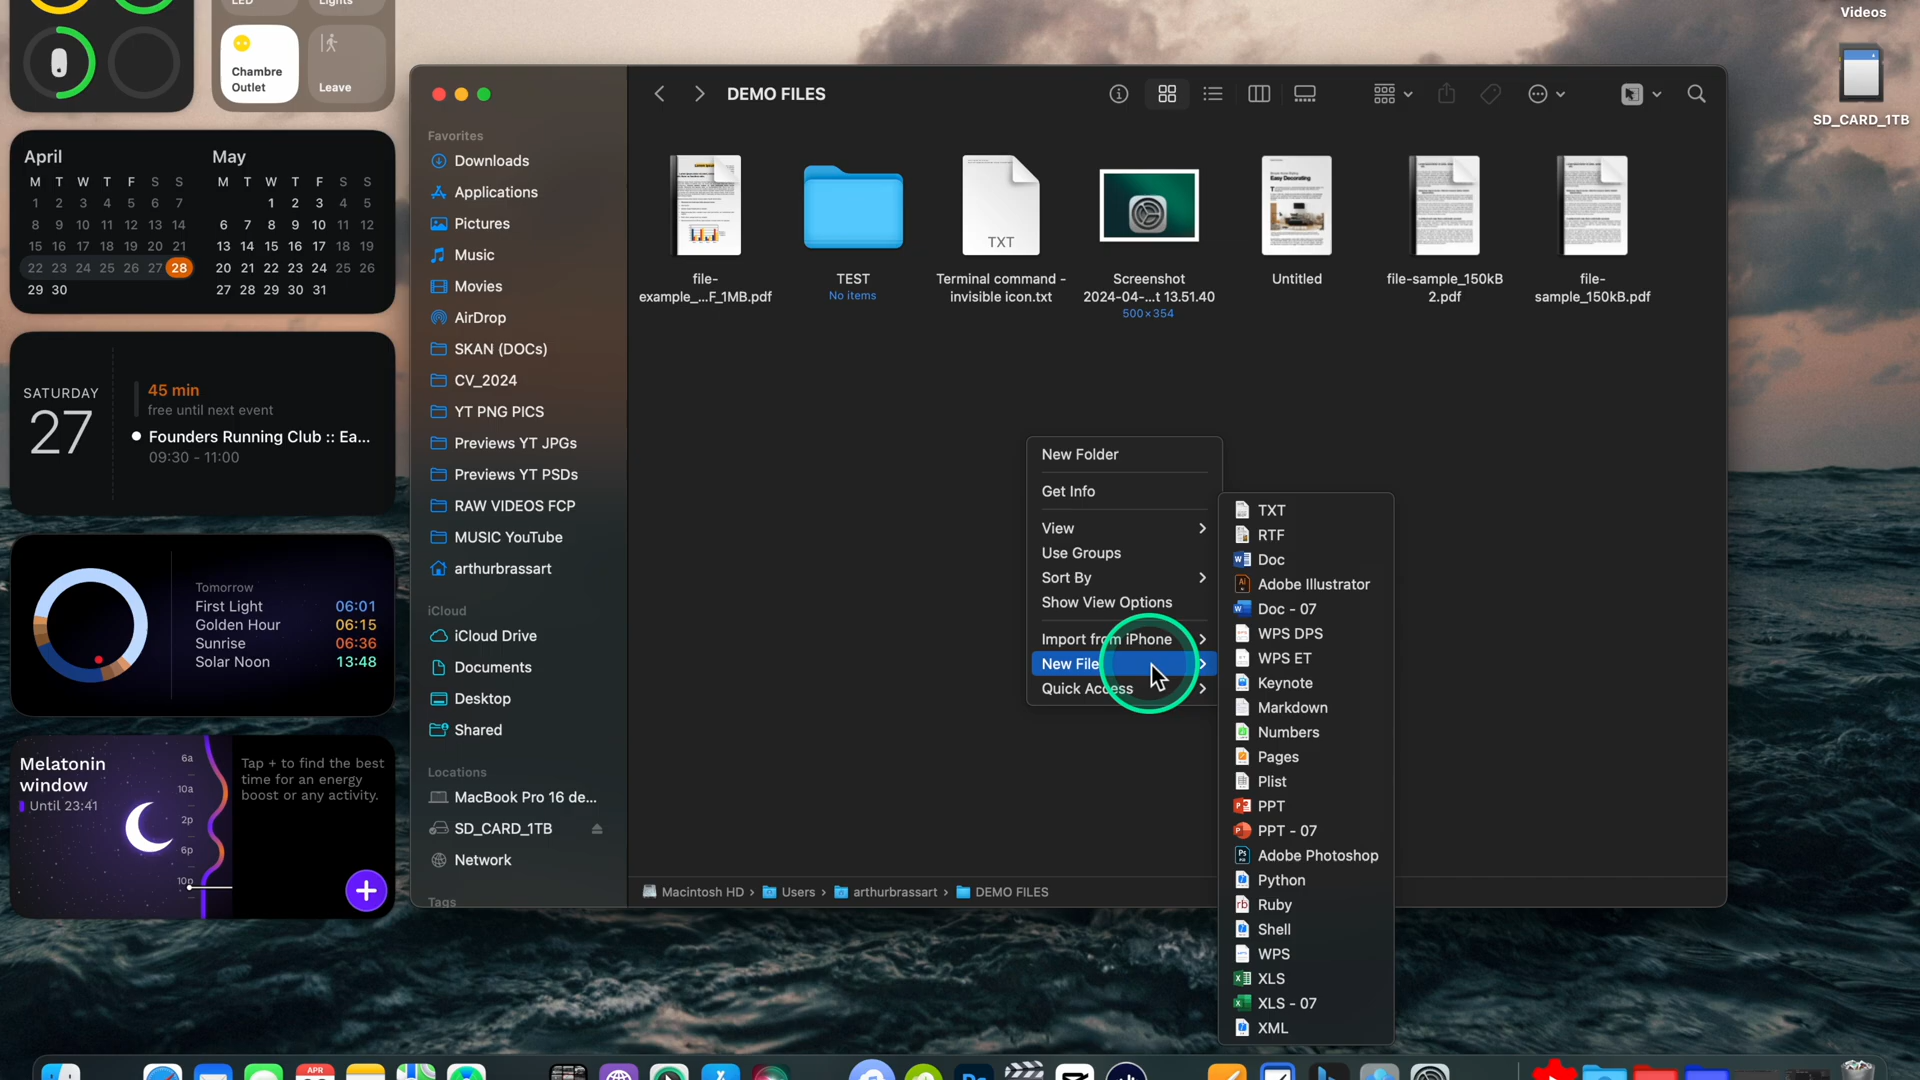 LED
Lights
Chambre
Outlet
Leave
April
M T W T F S S
1 2 3 4 5 6 7
8 9 10 11 12 13 14
15 16 17 18 19 20 21
22 23 24 25 26 27 28
29 30
May
M T W T F S S
1 2 3 4 5
6 7 8 9 10 11 12
13 14 15 16 17 18 19
20 21 22 23 24 25 26
27 28 29 30 31
SATURDAY
27
45 min
free until next event
Founders Running Club :: Ea...
09:30 - 11:00
Tomorrow
First Light 06:01
Golden Hour 06:15
Sunrise 06:36
Solar Noon 13:48
Melatonin
window
Until 23:41
6a
10a
2p
6p
10p
Tap + to find the best
time for an energy
boost or any activity.
Favorites
Downloads
Applications
Pictures
Music
Movies
AirDrop
SKAN (DOCs)
CV_2024
YT PNG PICS
Previews YT JPGs
Previews YT PSDs
RAW VIDEOS FCP
MUSIC YouTube
arthurbrassart
iCloud
iCloud Drive
Documents
Desktop
Shared
Locations
MacBook Pro 16 de...
SD_CARD_1TB
Network
Tags
DEMO FILES
file-
example_...F_1MB.pdf
TEST
No items
TXT
Terminal command -
invisible icon.txt
Screenshot
2024-04-...t 13.51.40
500×354
Easy Decorating
Untitled
file-sample_150kB
2.pdf
file-
sample_150kB.pdf
New Folder
Get Info
View
Use Groups
Sort By
Show View Options
Import from iPhone
New File
Quick Access
TXT
RTF
Doc
Adobe Illustrator
Doc - 07
WPS DPS
WPS ET
Keynote
Markdown
Numbers
Pages
Plist
PPT
PPT - 07
Adobe Photoshop
Python
Ruby
Shell
WPS
XLS
XLS - 07
XML
Macintosh HD › Users › arthurbrassart › DEMO FILES
Videos
SD_CARD_1TB
APR